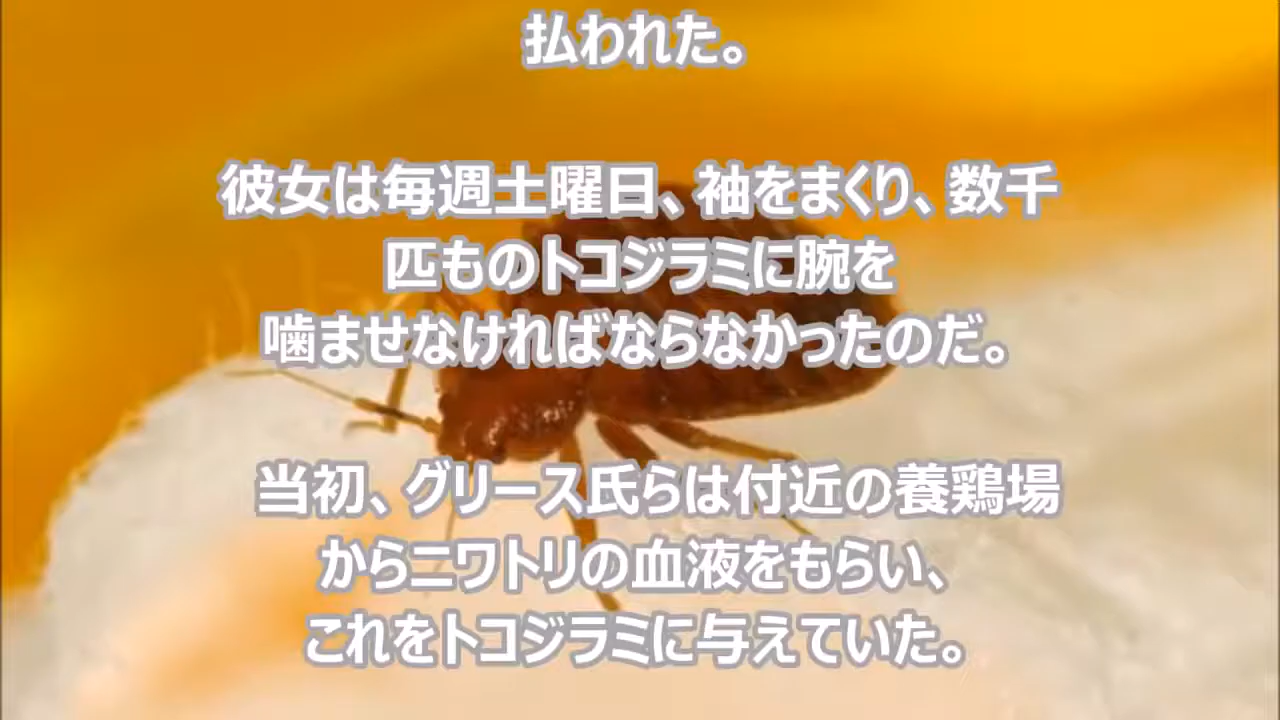 払われた。
彼女は毎週土曜日、袖をまくり、数千
匹ものトコジラミに腕を
噛ませなければならなかったのだ。
当初、グリース氏らは付近の養鶏場
からニワトリの血液をもらい、
これをトコジラミに与えていた。